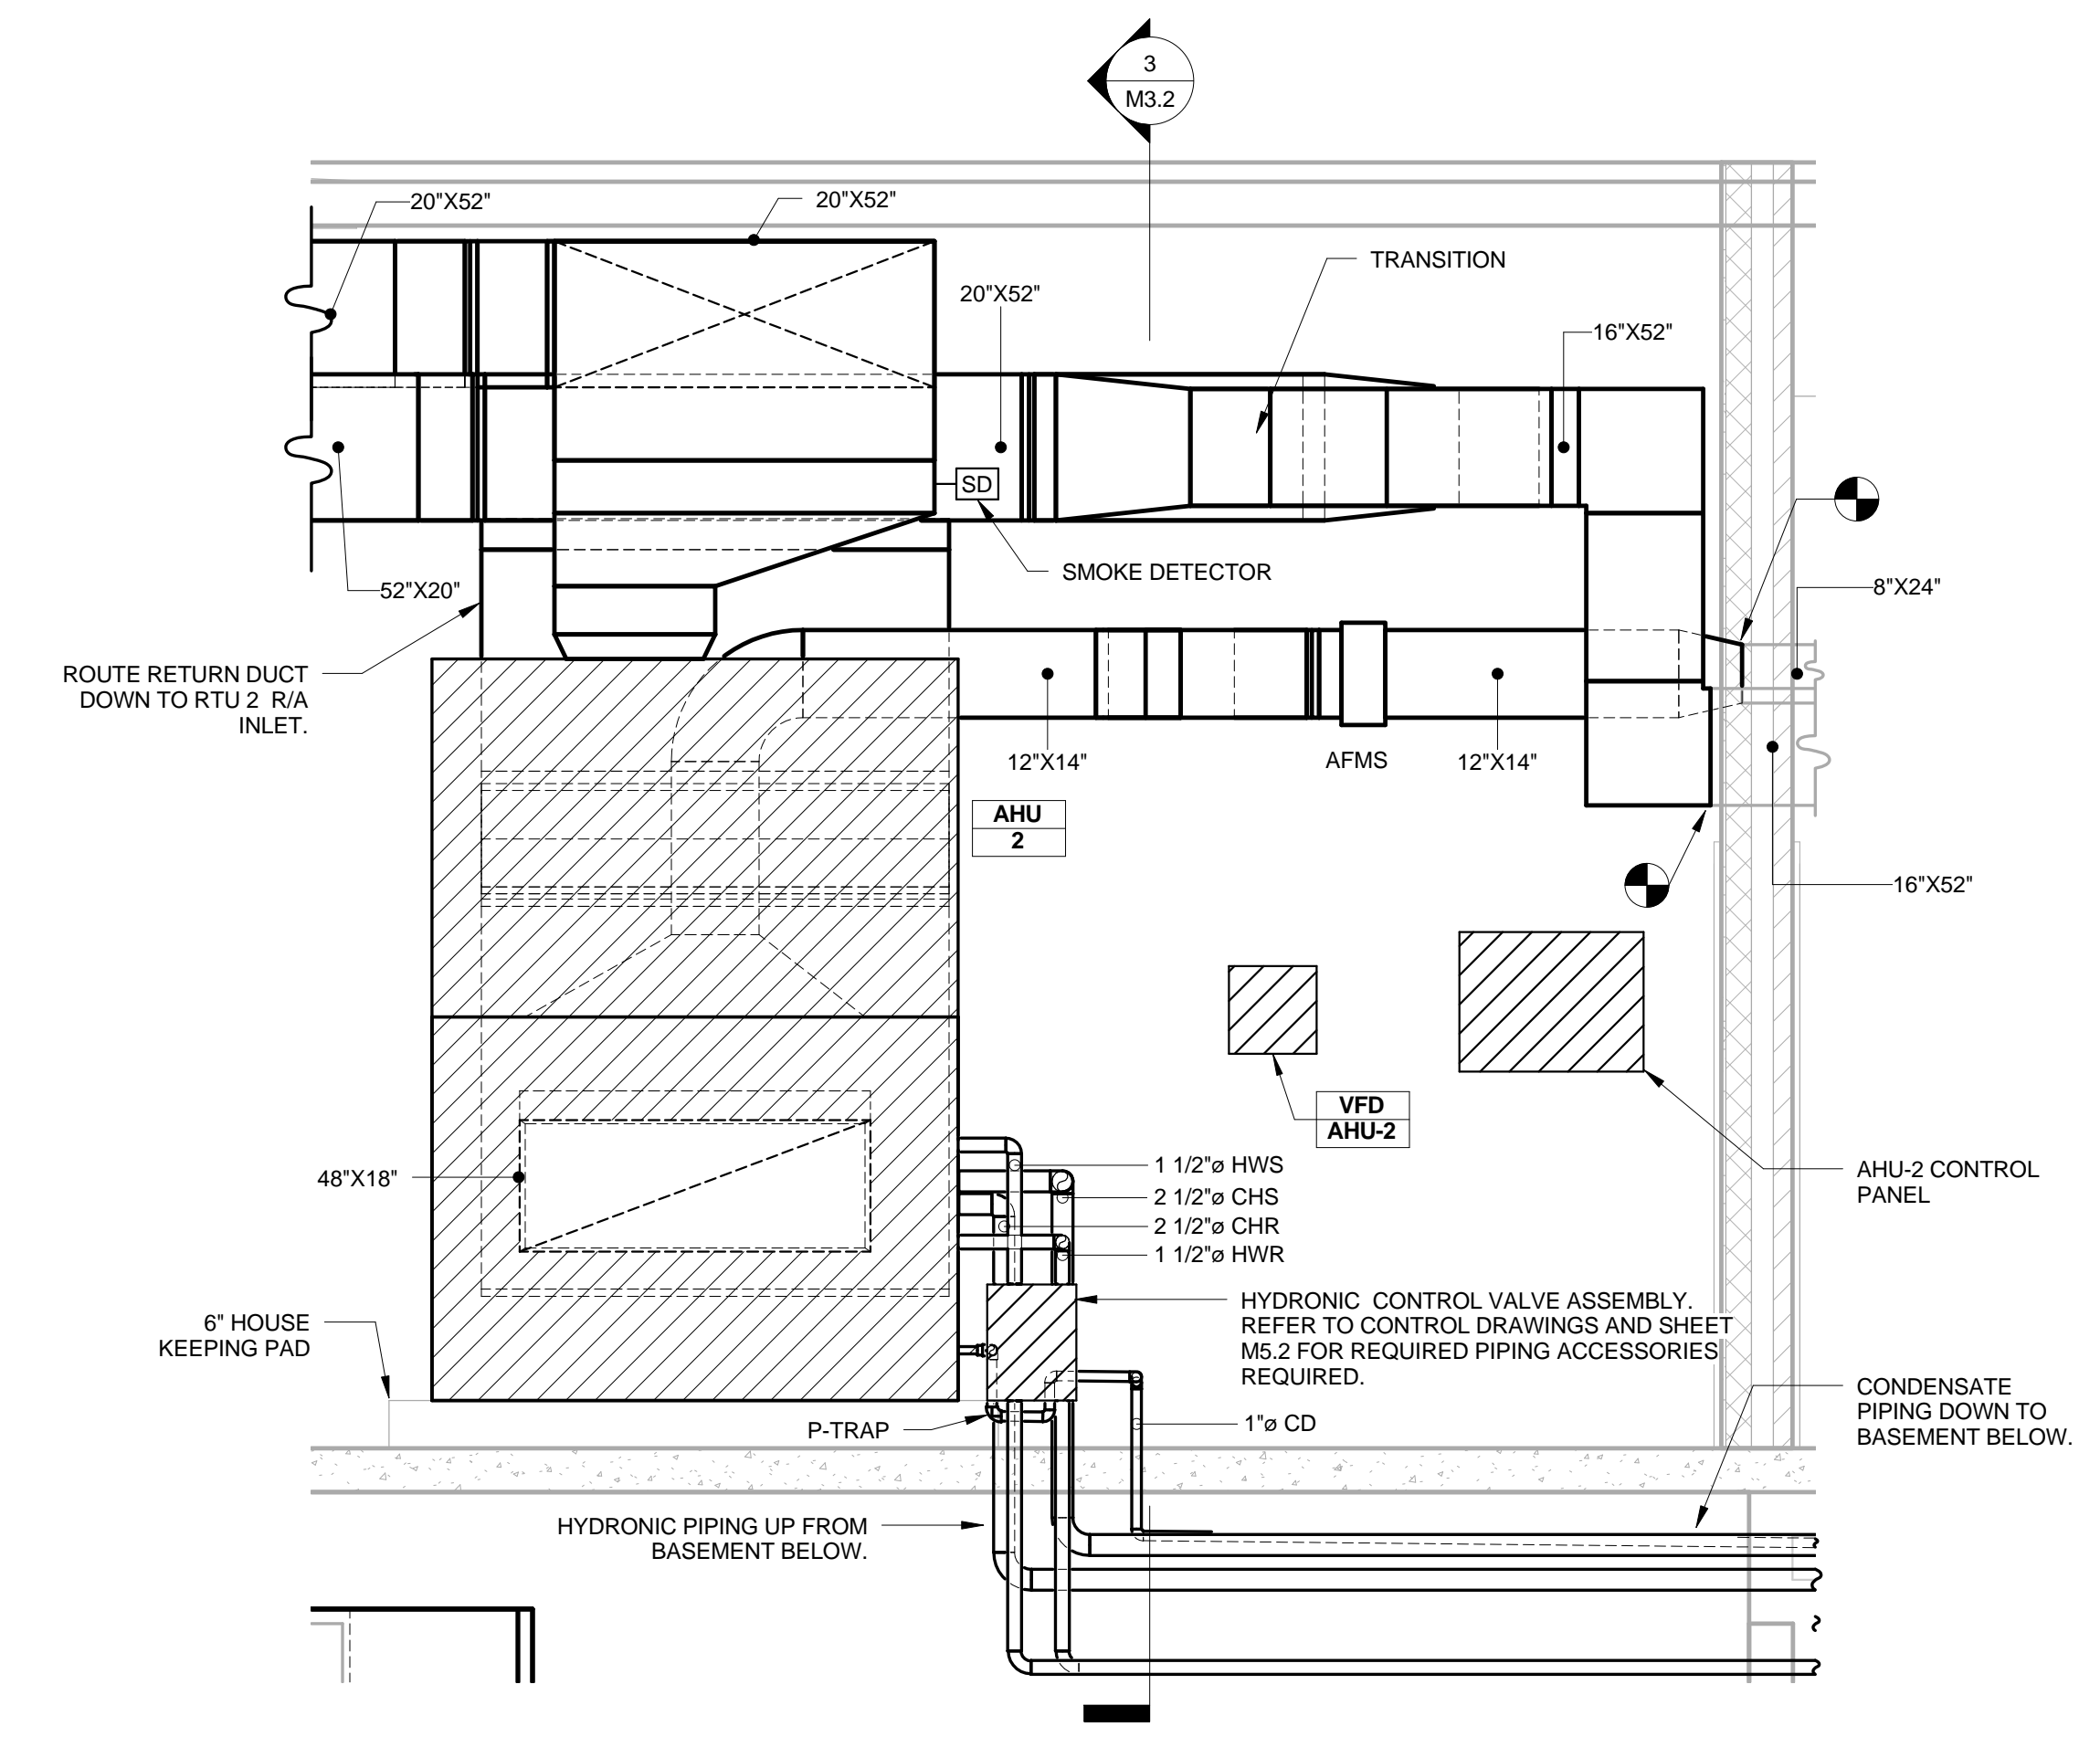 3
M3.2
20"X52"
20"X52"
TRANSITION
20"X52"
16"X52"
SD
SMOKE DETECTOR
52"X20"
8"X24"
ROUTE RETURN DUCT
DOWN TO RTU 2 R/A
INLET.
12"X14"
AFMS
12"X14"
AHU
2
16"X52"
VFD
AHU-2
1 1/2"ø HWS
2 1/2"ø CHS
2 1/2"ø CHR
1 1/2"ø HWR
48"X18"
AHU-2 CONTROL
PANEL
6" HOUSE
KEEPING PAD
HYDRONIC CONTROL VALVE ASSEMBLY.
REFER TO CONTROL DRAWINGS AND SHEET
M5.2 FOR REQUIRED PIPING ACCESSORIES
REQUIRED.
CONDENSATE
PIPING DOWN TO
BASEMENT BELOW.
P-TRAP
1"ø CD
HYDRONIC PIPING UP FROM
BASEMENT BELOW.